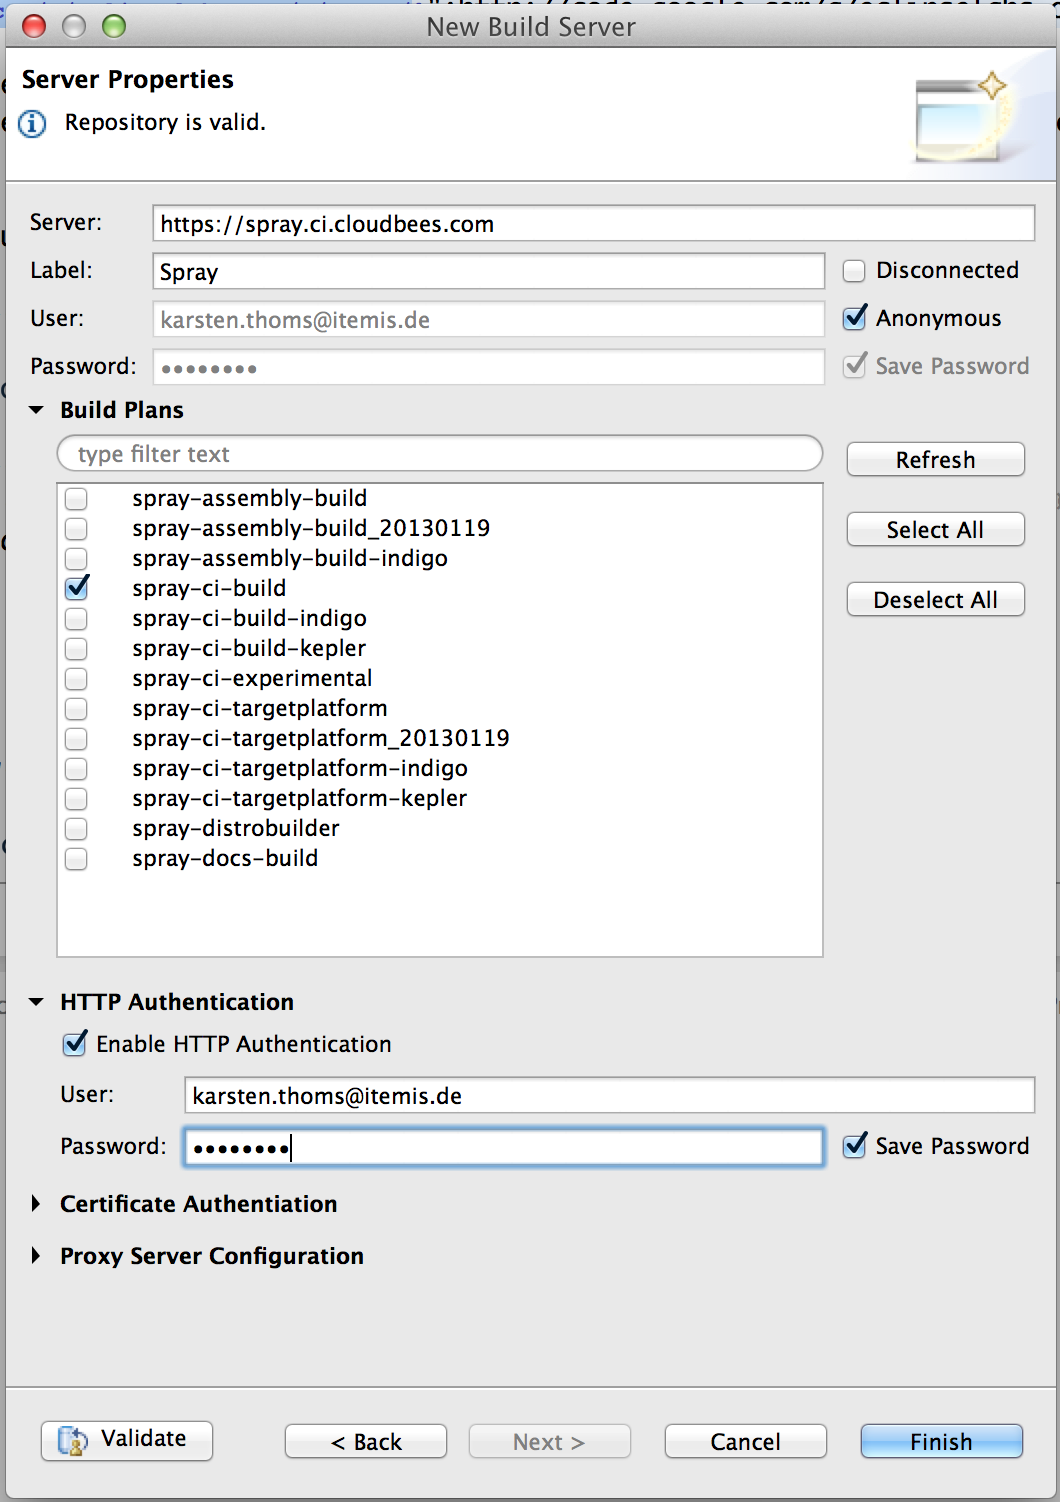 New Build Server
Server Properties
Repository is valid.
Server: https://spray.ci.cloudbees.com
Label: Spray Disconnected
User: karsten.thoms@itemis.de Anonymous
Password: •••••••• Save Password
Build Plans
type filter text
Refresh
Select All
Deselect All
spray-assembly-build
spray-assembly-build_20130119
spray-assembly-build-indigo
spray-ci-build
spray-ci-build-indigo
spray-ci-build-kepler
spray-ci-experimental
spray-ci-targetplatform
spray-ci-targetplatform_20130119
spray-ci-targetplatform-indigo
spray-ci-targetplatform-kepler
spray-distrobuilder
spray-docs-build
HTTP Authentication
Enable HTTP Authentication
User: karsten.thoms@itemis.de
Password: •••••••• Save Password
Certificate Authentiation
Proxy Server Configuration
Validate < Back Next > Cancel Finish